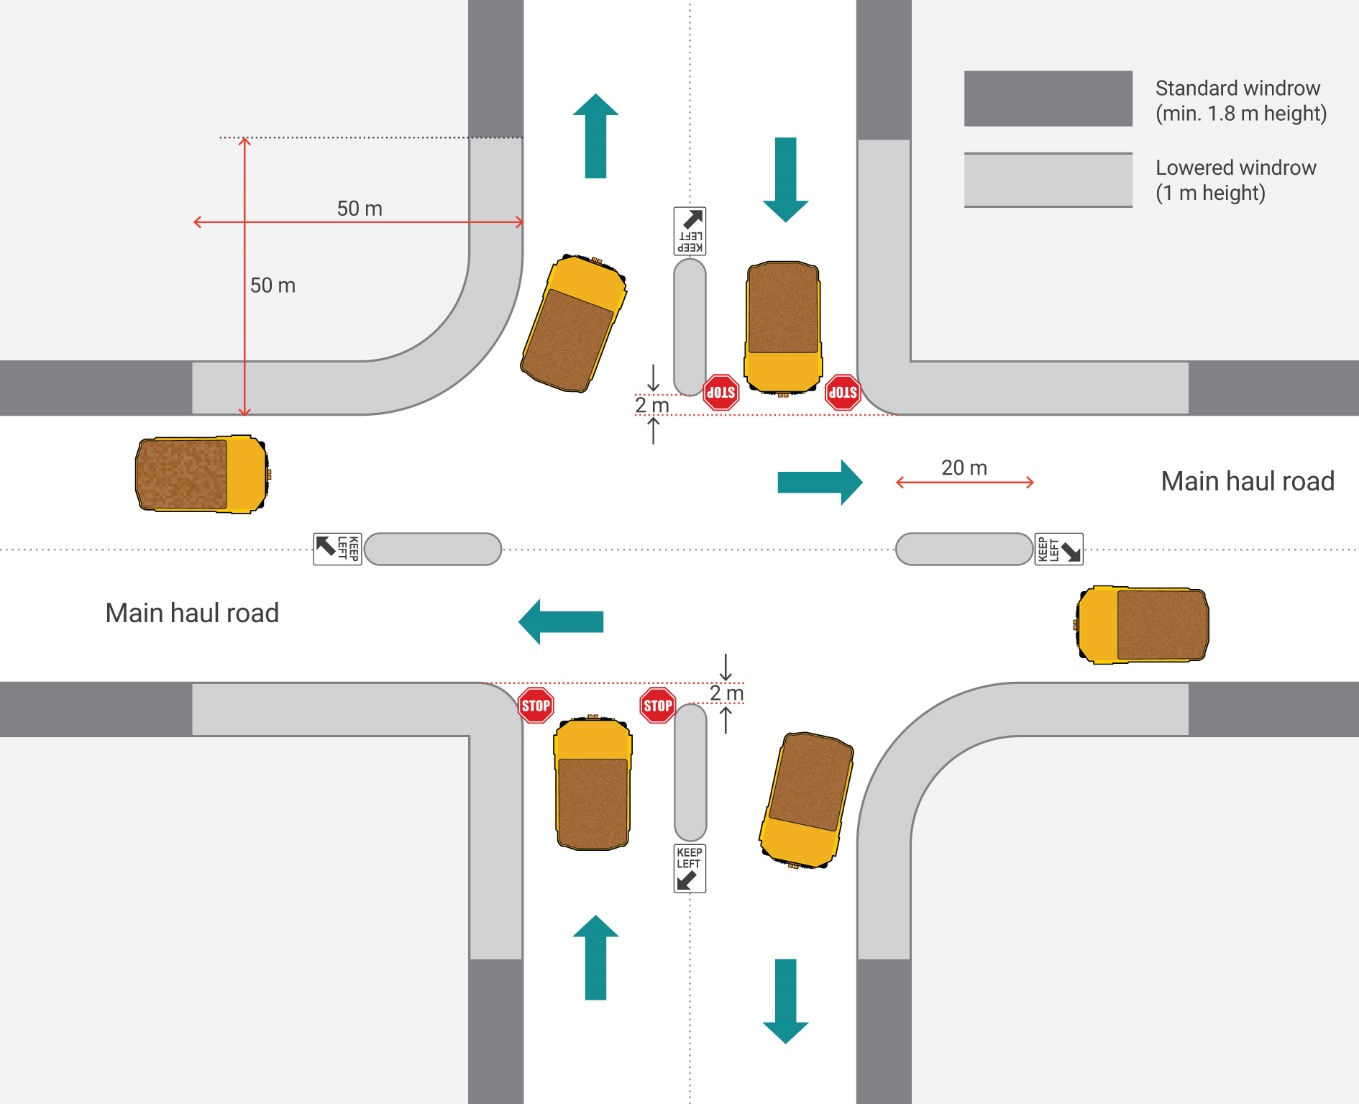 Standard windrow
(min. 1.8 m height)
Lowered windrow
(1 m height)
50 m
50 m
KEEP
LEFT
STOP
STOP
2 m
20 m
Main haul road
KEEP
LEFT
KEEP
LEFT
Main haul road
STOP
STOP
2 m
KEEP
LEFT